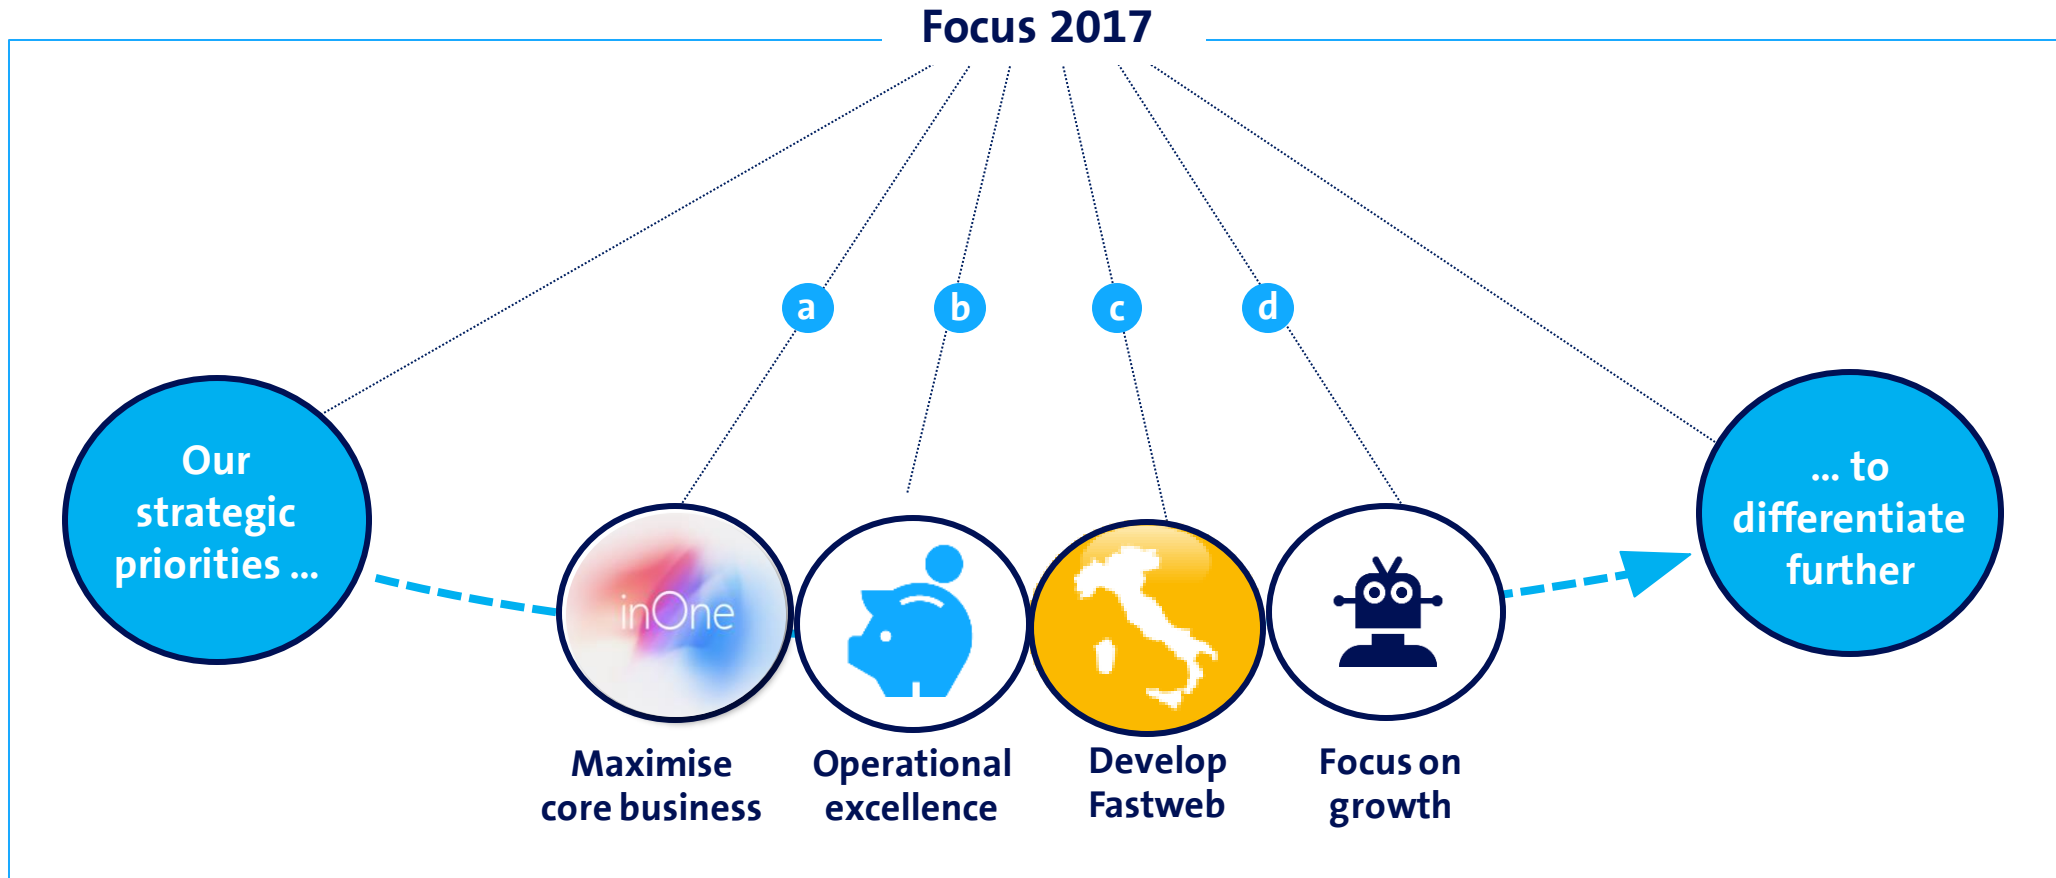 Focus 2017
a
b
c
d
Our
strategic
priorities ...
... to
differentiate
further
inOne
Maximise
core business
Operational
excellence
Develop
Fastweb
Focus on
growth